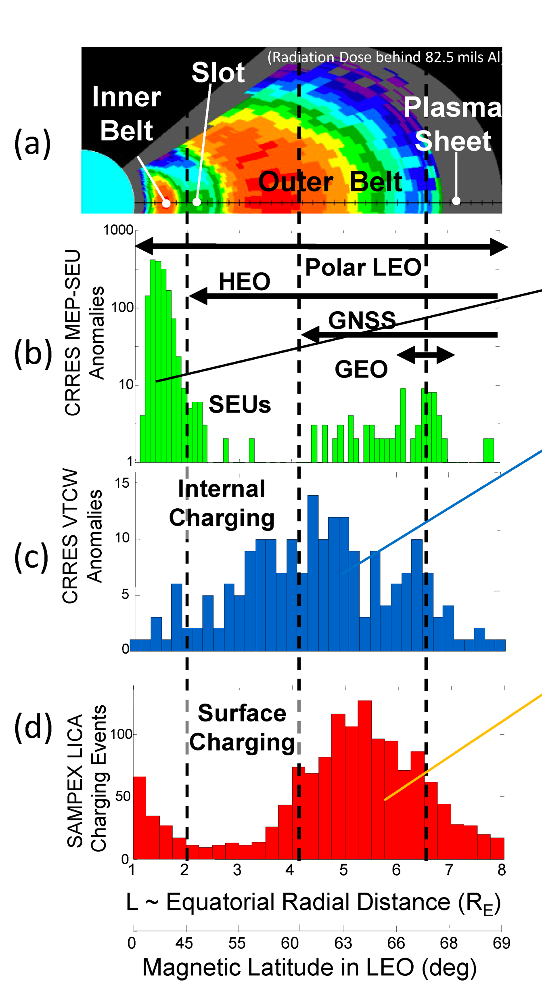 (Radiation Dose behind 82.5 mils Al)
Slot
Inner
Belt
Plasma
Sheet
(a)
Outer Belt
1000
100
10
1
CRRES MEP-SEU
Anomalies
(b)
Polar LEO
HEO
GNSS
GEO
SEUs
15
10
5
0
CRRES VTCW
Anomalies
(c)
Internal
Charging
100
50
0
SAMPEX LICA
Charging Events
(d)
Surface
Charging
1 2 3 4 5 6 7 8
L ~ Equatorial Radial Distance (RE)
0 45 55 60 63 66 68 69
Magnetic Latitude in LEO (deg)